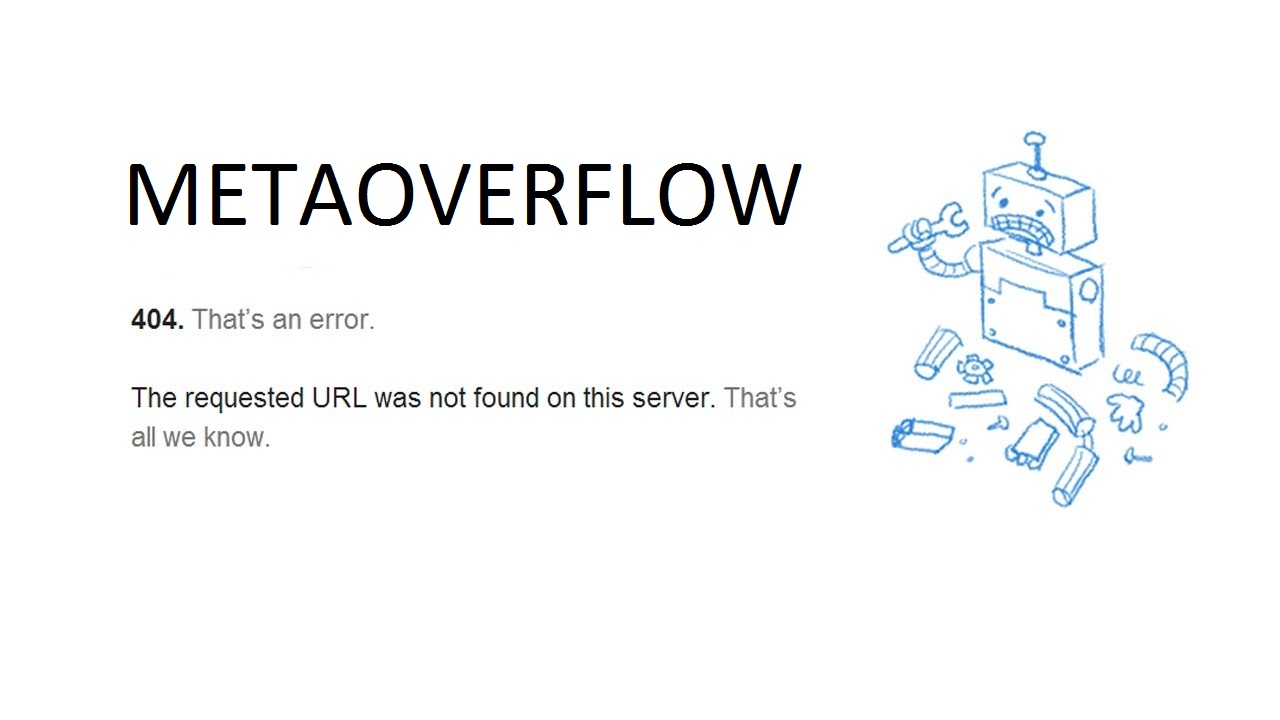 METAOVERFLOW
404. That’s an error.
The requested URL was not found on this server. That’s
all we know.